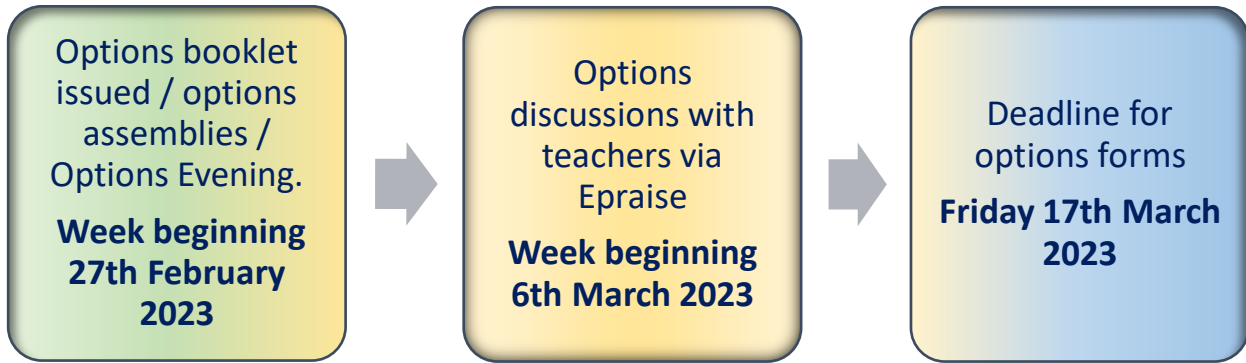 Options booklet
issued / options
assemblies /
Options Evening.
Week beginning
27th February
2023
Options
discussions with
teachers via
Epraise
Week beginning
6th March 2023
Deadline for
options forms
Friday 17th March
2023